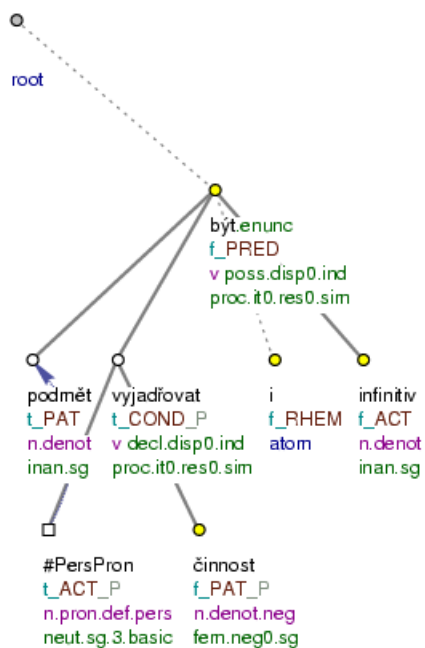 root
být.enunc
f_PRED
v poss.disp0.ind
proc.it0.res0.sim
podmět
t_PAT
n.denot
inan.sg
vyjadřovat
t_COND_P
v decl.disp0.ind
proc.it0.res0.sim
i
f_RHEM
atom
infinitiv
f_ACT
n.denot
inan.sg
#PersPron
t_ACT_P
n.pron.def.pers
neut.sg.3.basic
činnost
f_PAT_P
n.denot.neg
fem.neg0.sg